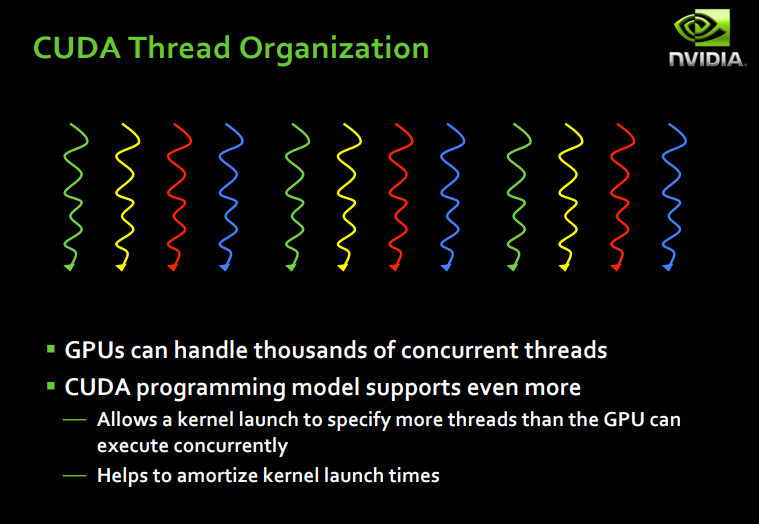 CUDA Thread Organization
NVIDIA
GPUs can handle thousands of concurrent threads
CUDA programming model supports even more
Allows a kernel launch to specify more threads than the GPU can
execute concurrently
Helps to amortize kernel launch times